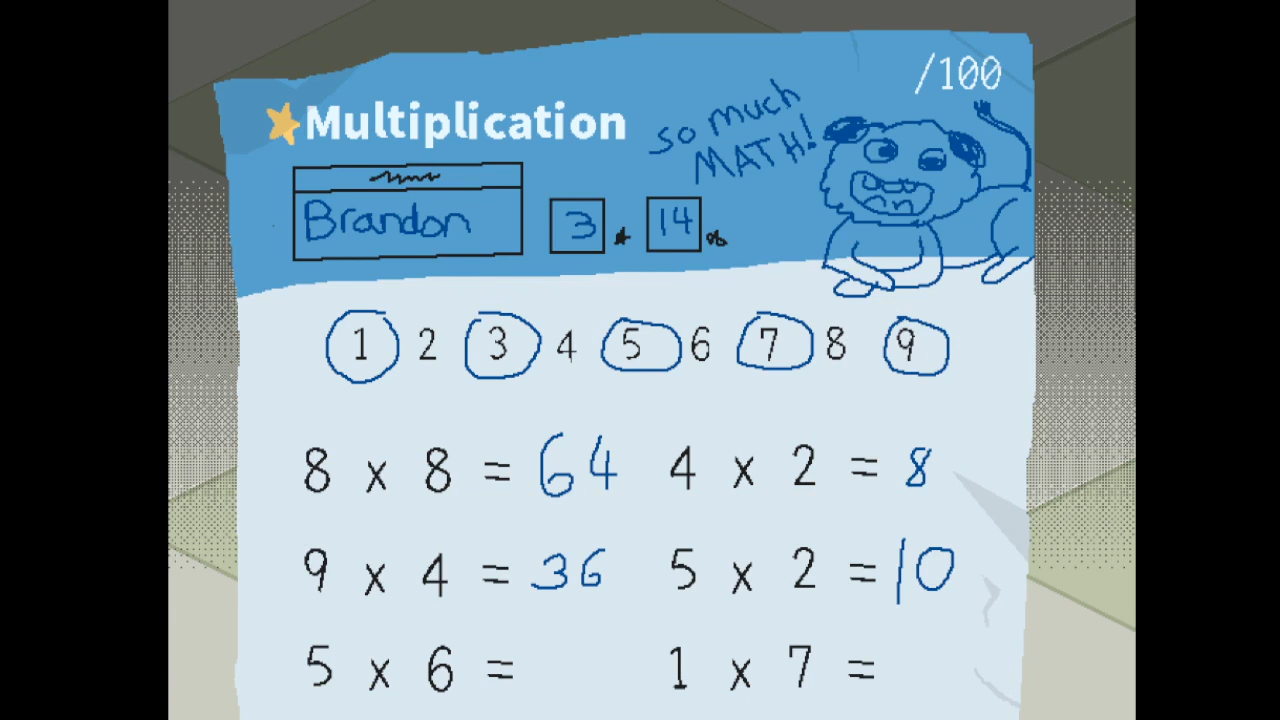 /100
Multiplication
so much
MATH!
Brandon 3 14
1 2 3 4 5 6 7 8 9
8 x 8 = 64 4 x 2 = 8
9 x 4 = 36 5 x 2 = 10
5 x 6 = 1 x 7 =